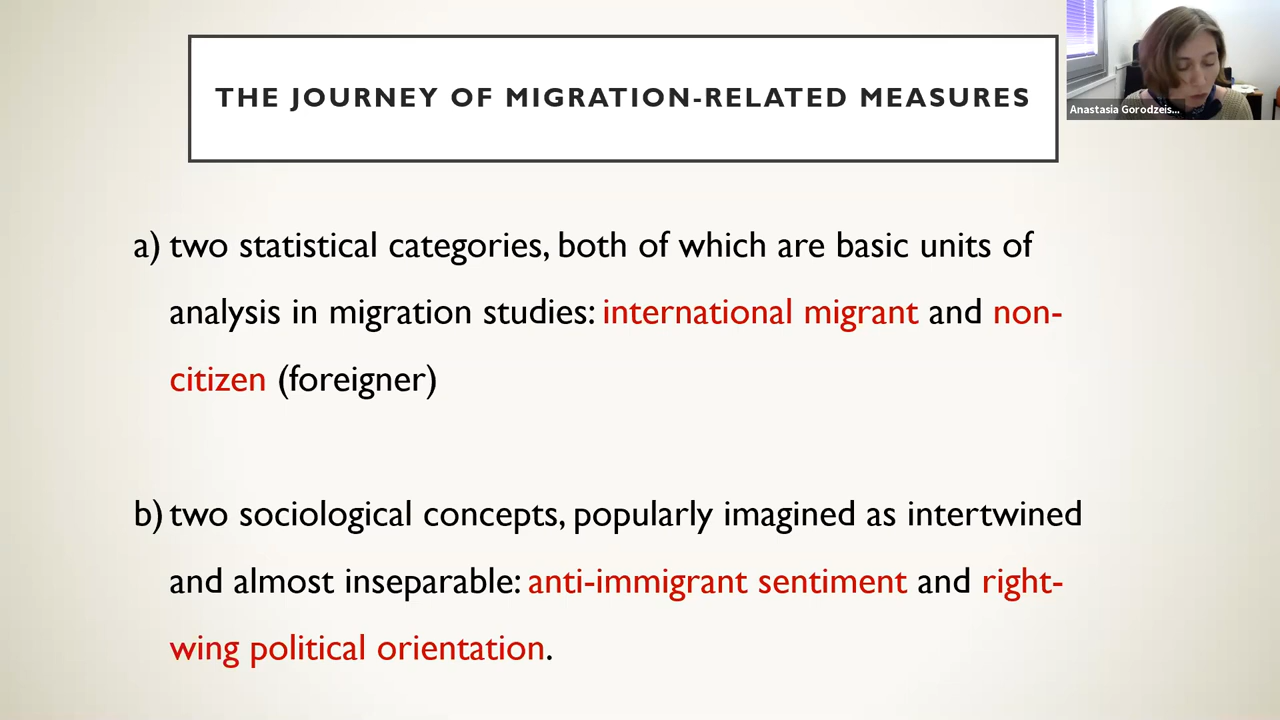 THE JOURNEY OF MIGRATION-RELATED MEASURES
Anastasia Gorodzeis...
a) two statistical categories, both of which are basic units of
analysis in migration studies: international migrant and non-
citizen (foreigner)
b) two sociological concepts, popularly imagined as intertwined
and almost inseparable: anti-immigrant sentiment and right-
wing political orientation.